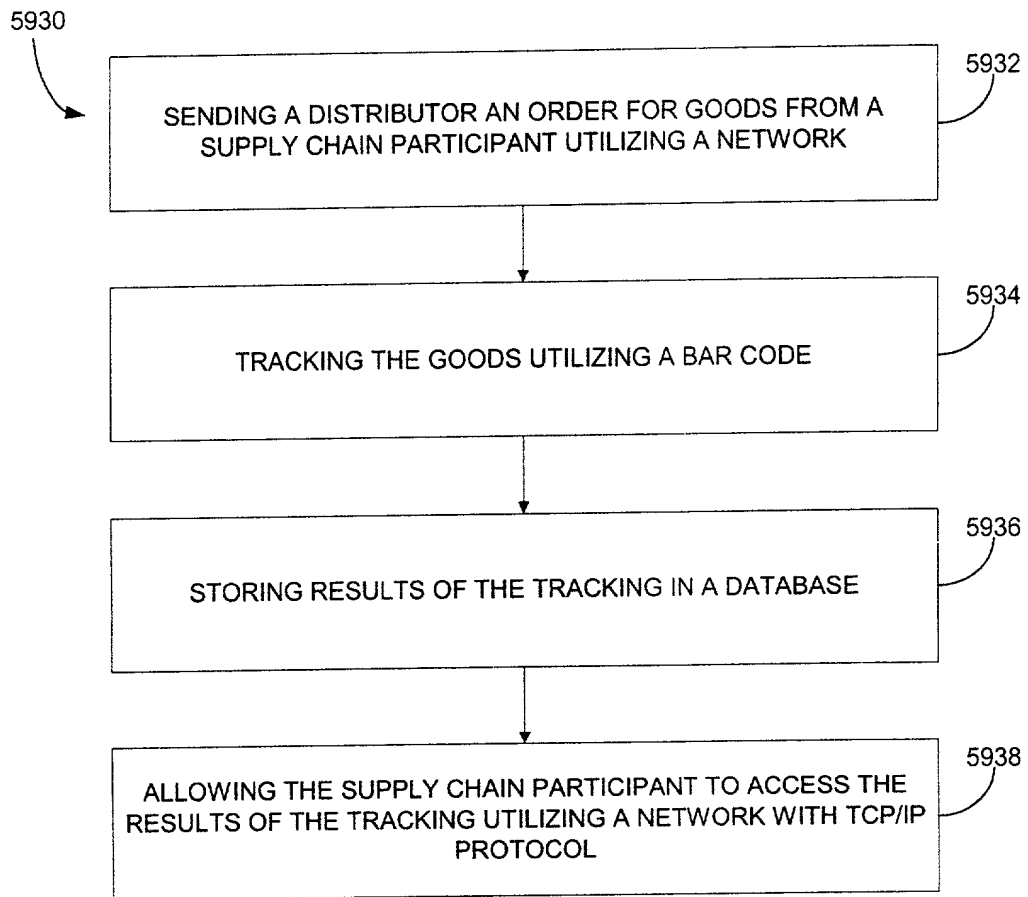 5930
5932
SENDING A DISTRIBUTOR AN ORDER FOR GOODS FROM A
SUPPLY CHAIN PARTICIPANT UTILIZING A NETWORK
5934
TRACKING THE GOODS UTILIZING A BAR CODE
5936
STORING RESULTS OF THE TRACKING IN A DATABASE
5938
ALLOWING THE SUPPLY CHAIN PARTICIPANT TO ACCESS THE
RESULTS OF THE TRACKING UTILIZING A NETWORK WITH TCP/IP
PROTOCOL